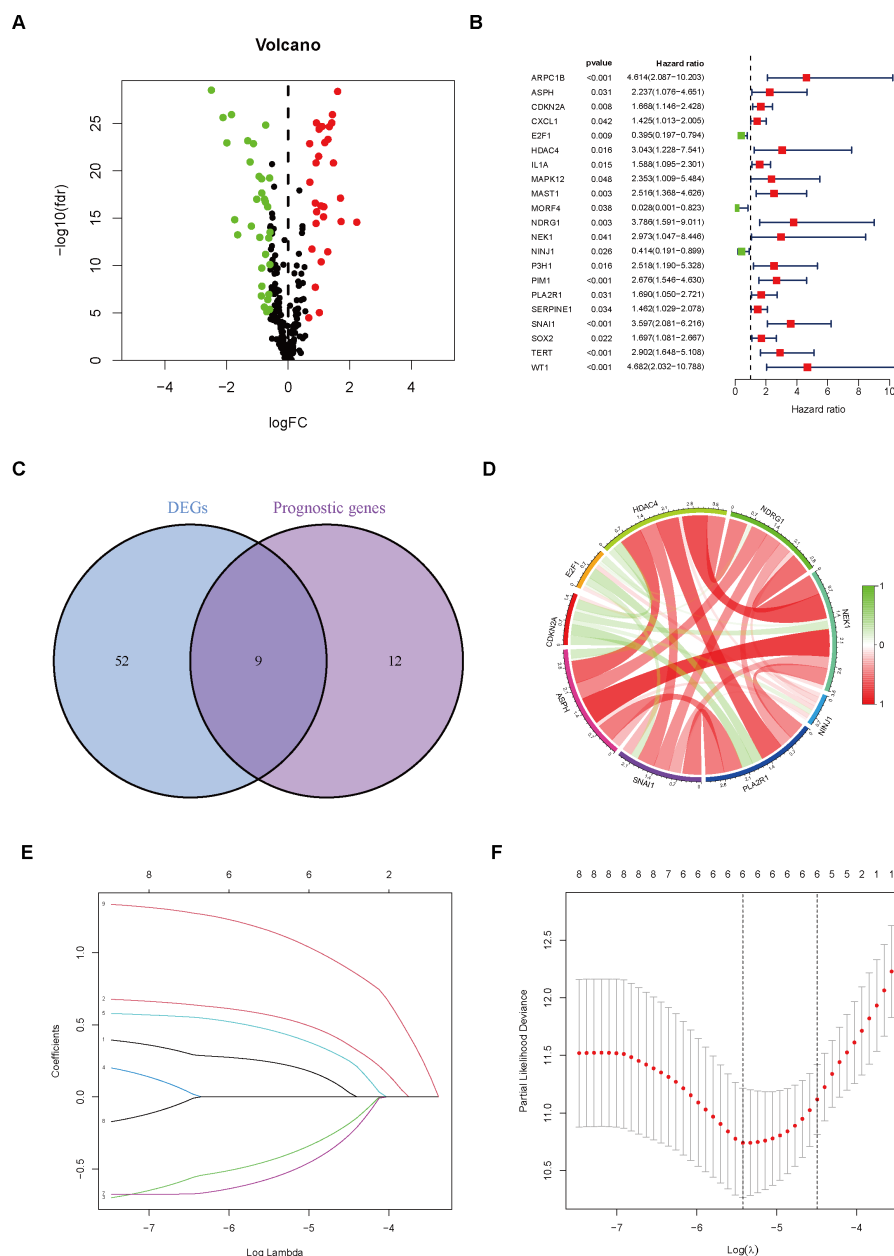 A
Volcano
−log10(fdr)
25
20
15
10
5
0
−4 −2 0 2 4
logFC
B
pvalue Hazard ratio
ARPC1B <0.001 4.614(2.087−10.203)
ASPH 0.031 2.237(1.076−4.651)
CDKN2A 0.008 1.668(1.146−2.428)
CXCL1 0.042 1.425(1.013−2.005)
E2F1 0.009 0.395(0.197−0.794)
HDAC4 0.016 3.043(1.228−7.541)
IL1A 0.015 1.588(1.095−2.301)
MAPK12 0.048 2.353(1.009−5.484)
MAST1 0.003 2.516(1.368−4.626)
MORF4 0.038 0.028(0.001−0.823)
NDRG1 0.003 3.786(1.591−9.011)
NEK1 0.041 2.973(1.047−8.446)
NINJ1 0.026 0.414(0.191−0.899)
P3H1 0.016 2.518(1.190−5.328)
PIM1 <0.001 2.676(1.546−4.630)
PLA2R1 0.031 1.690(1.050−2.721)
SERPINE1 0.034 1.462(1.029−2.078)
SNAI1 <0.001 3.597(2.081−6.216)
SOX2 0.022 1.697(1.081−2.667)
TERT <0.001 2.902(1.648−5.108)
WT1 <0.001 4.682(2.032−10.788)
0 2 4 6 8 10
Hazard ratio
C
DEGs Prognostic genes
52 9 12
D
HDAC4
NDRG1
E2F1
CDKN2A
NEK1
ASPH
NINJ1
SNAI1
PLA2R1
1
0
1
E
8 6 6 2
Coefficients
1.0
0.5
0.0
−0.5
9
2
5
1
4
−7 −6 −5 −4
Log Lambda
F
8 8 8 8 8 8 7 6 6 6 6 6 6 6 6 6 6 5 5 2 1 1
Partial Likelihood Deviance
12.5
12.0
11.5
11.0
10.5
−7 −6 −5 −4
Log(λ)